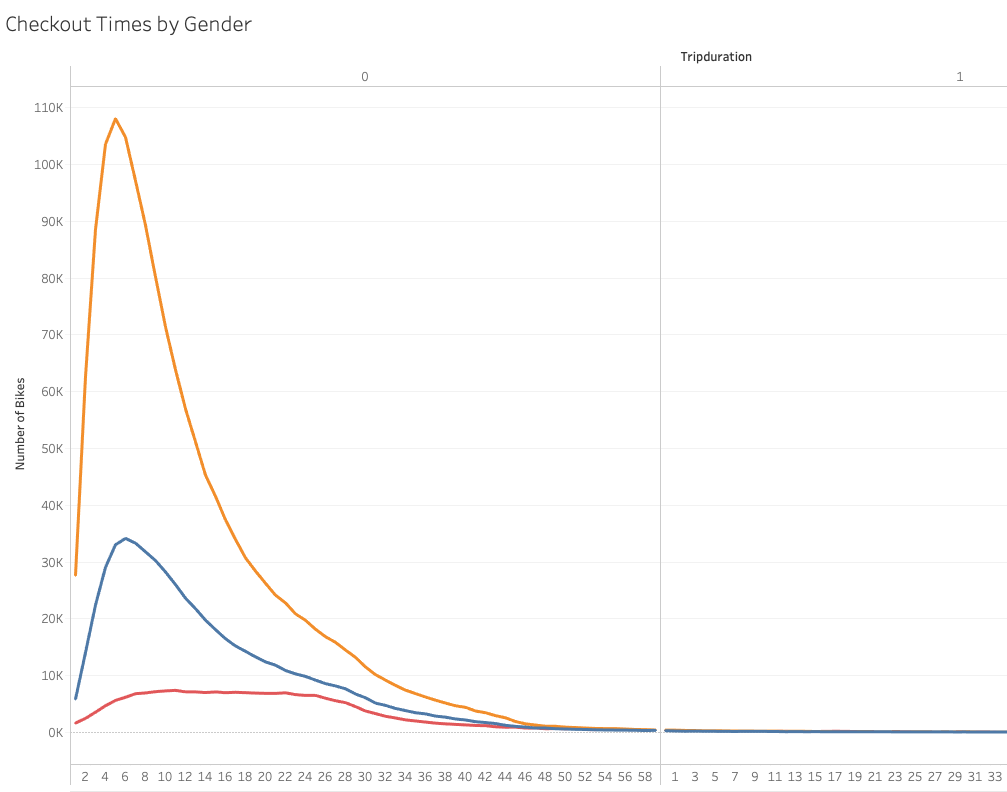 Checkout Times by Gender
Tripduration
0 1
110K
100K
90K
80K
70K
60K
50K
40K
30K
20K
10K
0K
Number of Bikes
2 4 6 8 10 12 14 16 18 20 22 24 26 28 30 32 34 36 38 40 42 44 46 48 50 52 54 56 58 1 3 5 7 9 11 13 15 17 19 21 23 25 27 29 31 33